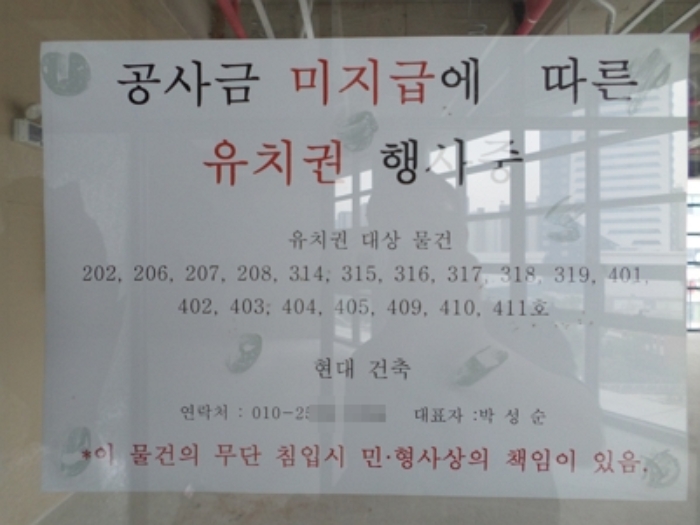 공사금 미지급에 따른
유치권 행사중
유치권 대상 물건
202, 206, 207, 208, 314, 315, 316, 317, 318, 319, 401,
402, 403, 404, 405, 409, 410, 411호
현대 건축
연락처 : 010-25 대표자 :박 성 순
*이 물건의 무단 침입시 민·형사상의 책임이 있음.